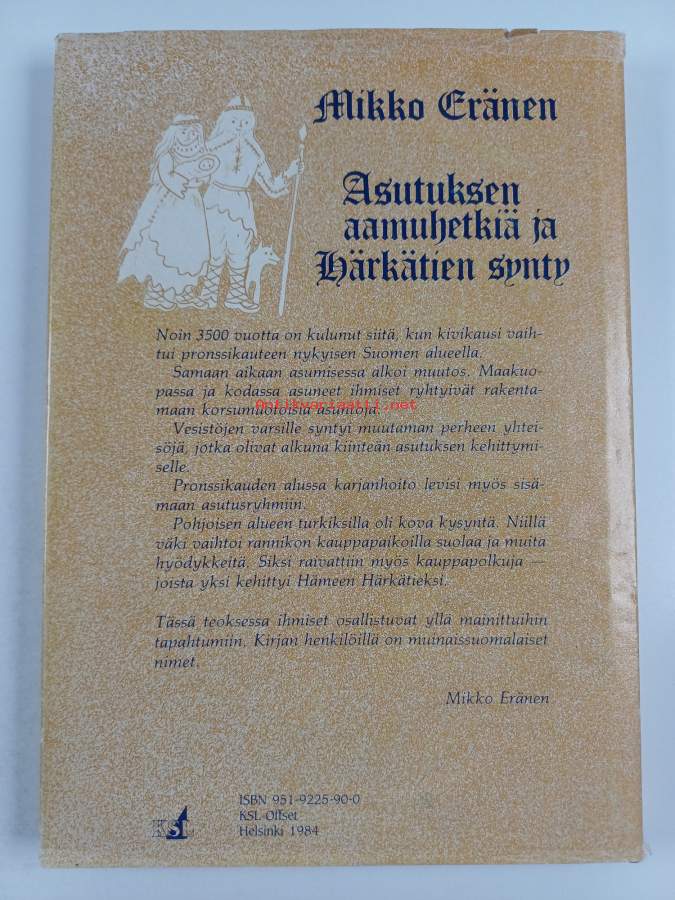 Mikko Eränen
Asutuksen
aamuhetkiä ja
Härkätien synty
Noin 3500 vuotta on kulunut siitä, kun kivikausi vaih-
tui pronssikauteen nykyisen Suomen alueella.
Samaan aikaan asumisessa alkoi muutos. Maakuo-
passa ja kodassa asuneet ihmiset ryhtyivät rakenta-
maan korsumuotoisia asuntoja.
Antikvariaatti.net
Vesistöjen varsille syntyi muutaman perheen yhtei-
söjä, jotka olivat alkuna kiinteän asutuksen kehittymi-
selle.
Pronssikauden alussa karjanhoito levisi myös sisä-
maan asutusryhmiin.
Pohjoisen alueen turkiksilla oli kova kysyntä. Niillä
väki vaihtoi rannikon kauppapaikoilla suolaa ja muita
hyödykkeitä. Siksi raivattiin myös kauppapolkuja —
joista yksi kehittyi Hämeen Härkätieksi.
Tässä teoksessa ihmiset osallistuvat yllä mainittuihin
tapahtumiin. Kirjan henkilöillä on muinaissuomalaiset
nimet.
Mikko Eränen
KSL
ISBN 951-9225-90-0
KSL-Offset
Helsinki 1984